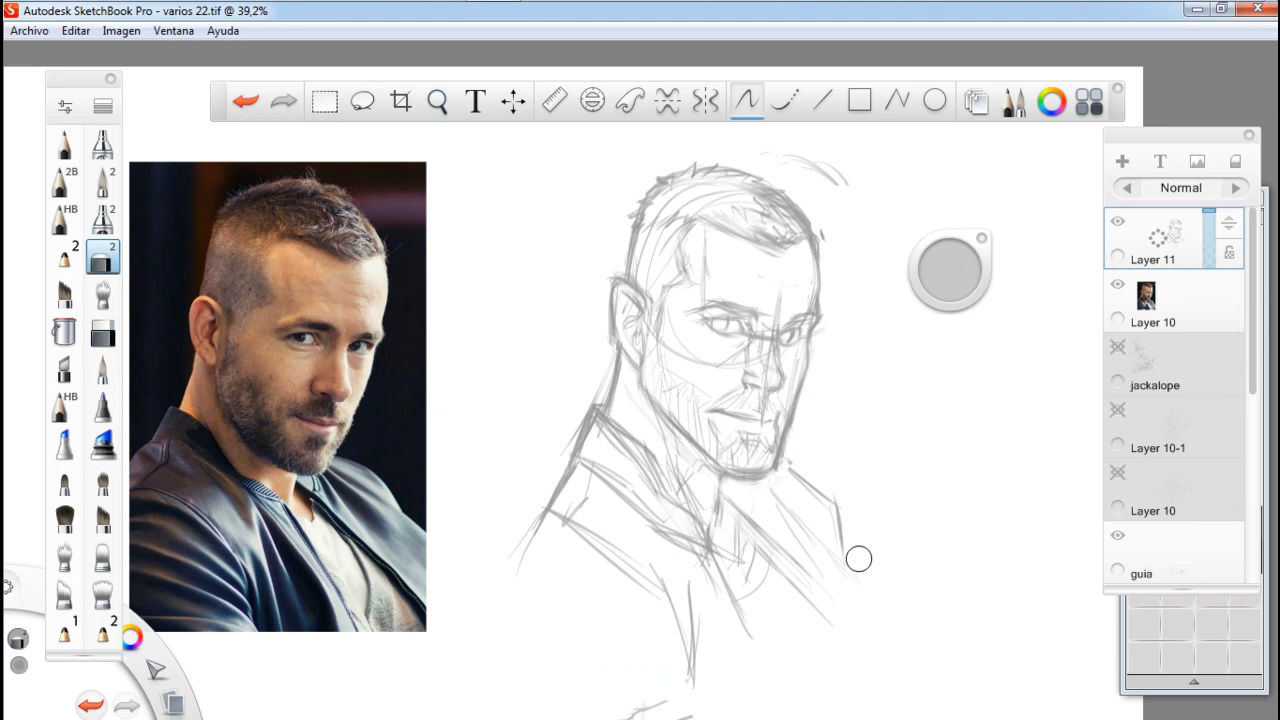 Autodesk SketchBook Pro - varios 22.tif @ 39,2%
Archivo Editar Imagen Ventana Ayuda
T
2B 2
HB 2
2 2
HB
1 2
T
Normal
Layer 11
Layer 10
jackalope
Layer 10-1
Layer 10
guia